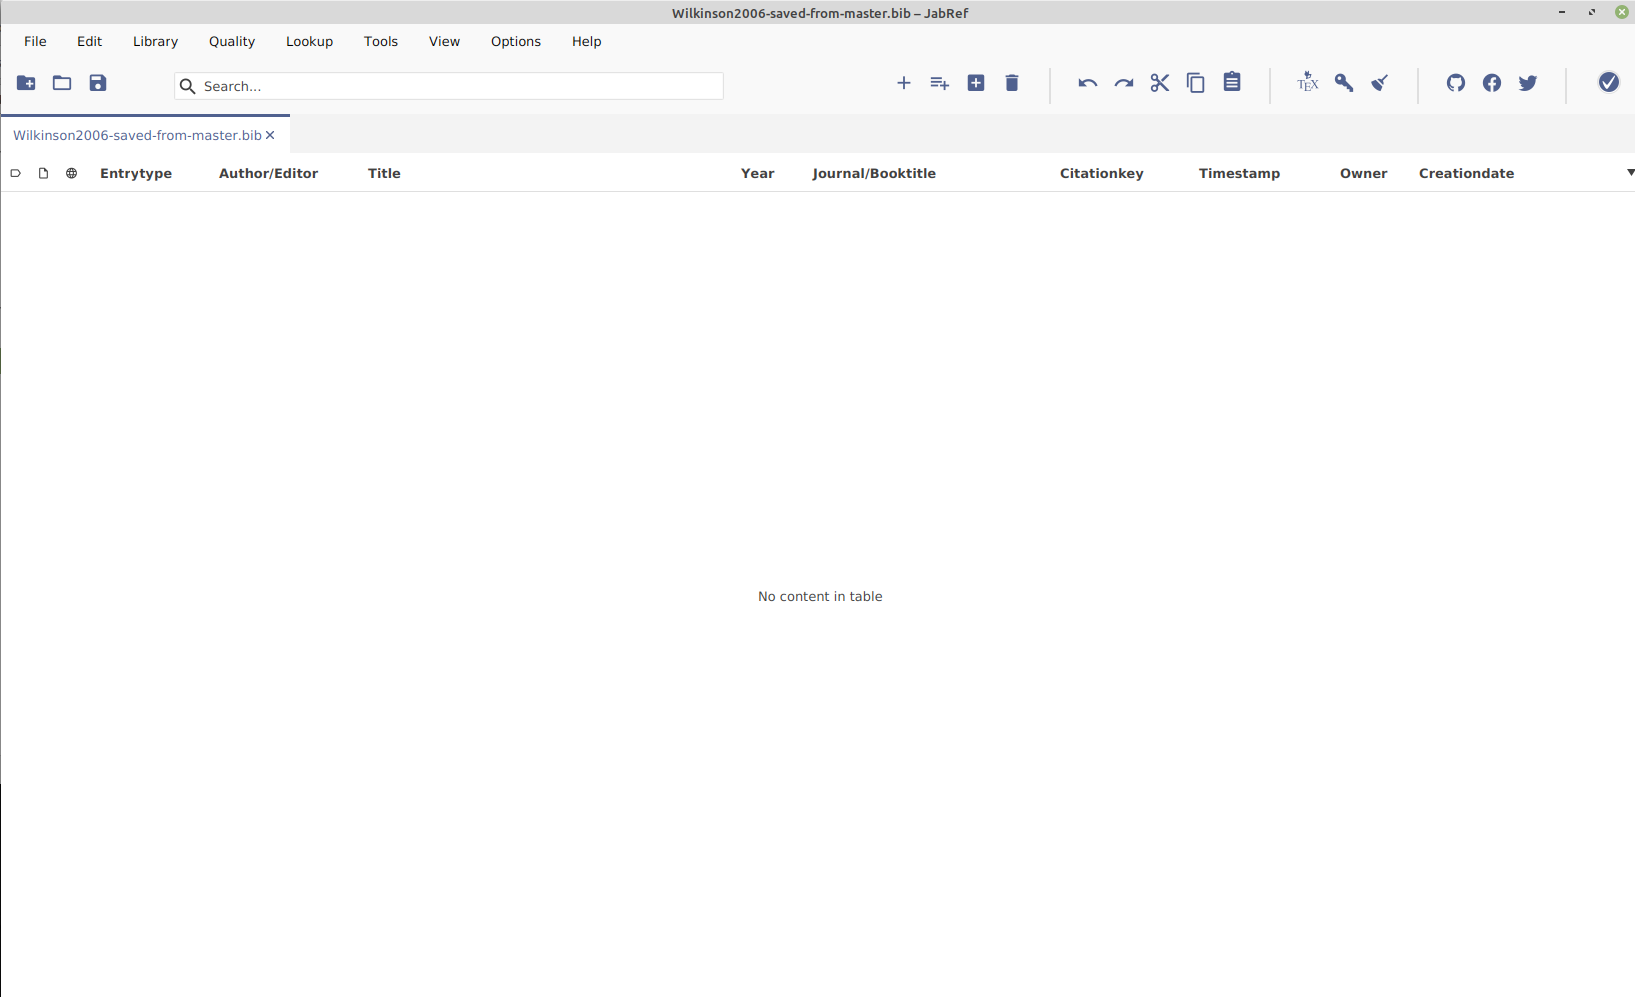 Wilkinson2006-saved-from-master.bib – JabRef
File Edit Library Quality Lookup Tools View Options Help
Search...
TEX
Wilkinson2006-saved-from-master.bib
Entrytype Author/Editor Title Year Journal/Booktitle Citationkey Timestamp Owner Creationdate
No content in table